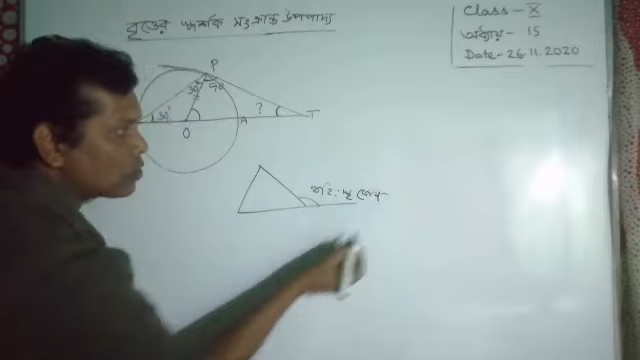 বৃত্তের স্পর্শক সংক্রান্ত উপপাদ্য
Class - X
অধ্যায় - 15
Date - 26.11.2020
P
30°
90
30°
?
O
A
T
বহিঃস্থ কোণ